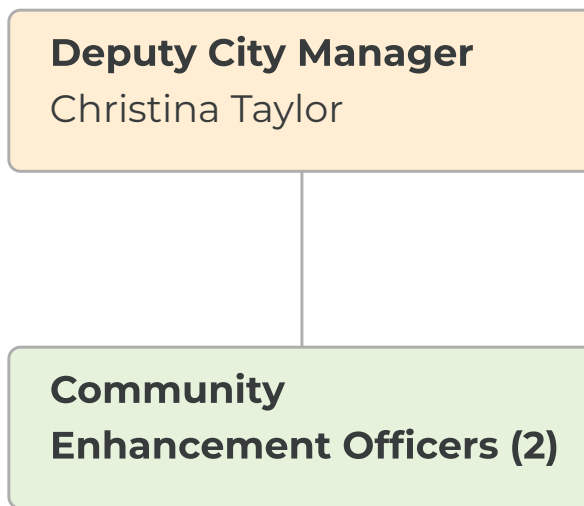 Deputy City Manager
Christina Taylor
Community
Enhancement Officers (2)